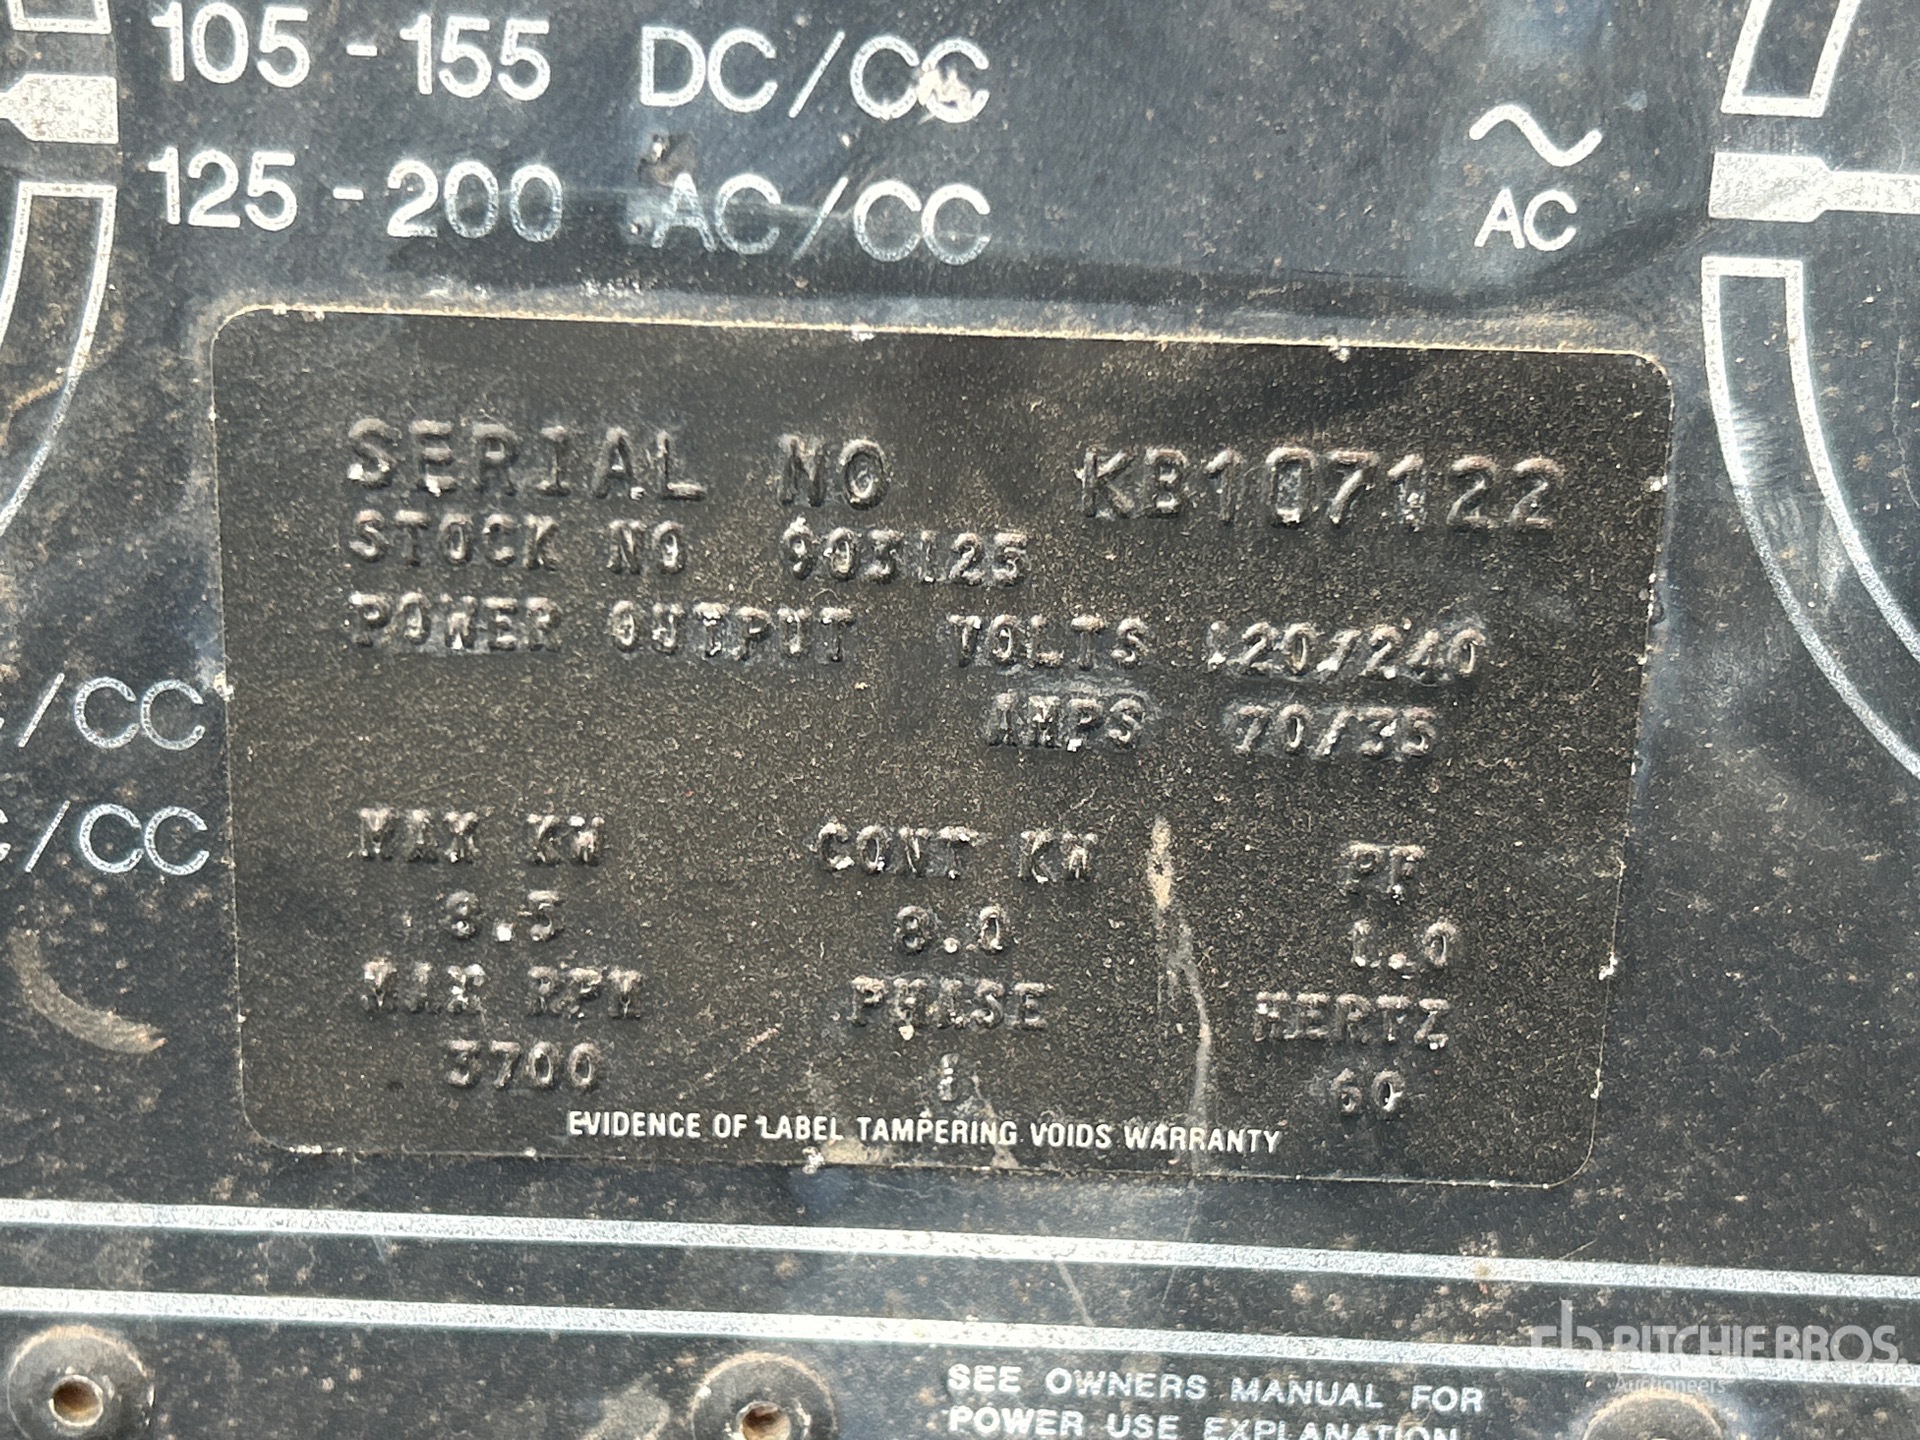 105 - 155 DC/CC
125 - 200 AC/CC
AC
SERIAL NO KB107122
STOCK NO 903125
POWER OUTPUT VOLTS 120/240
AMPS 70/35
/CC
/CC
MAX KW CONT KW PF
8.5 8.0 1.0
MAX RPM PHASE HERTZ
3700 1 60
EVIDENCE OF LABEL TAMPERING VOIDS WARRANTY
SEE OWNERS MANUAL FOR
POWER USE EXPLANATION
rb RITCHIE BROS.
Auctioneers